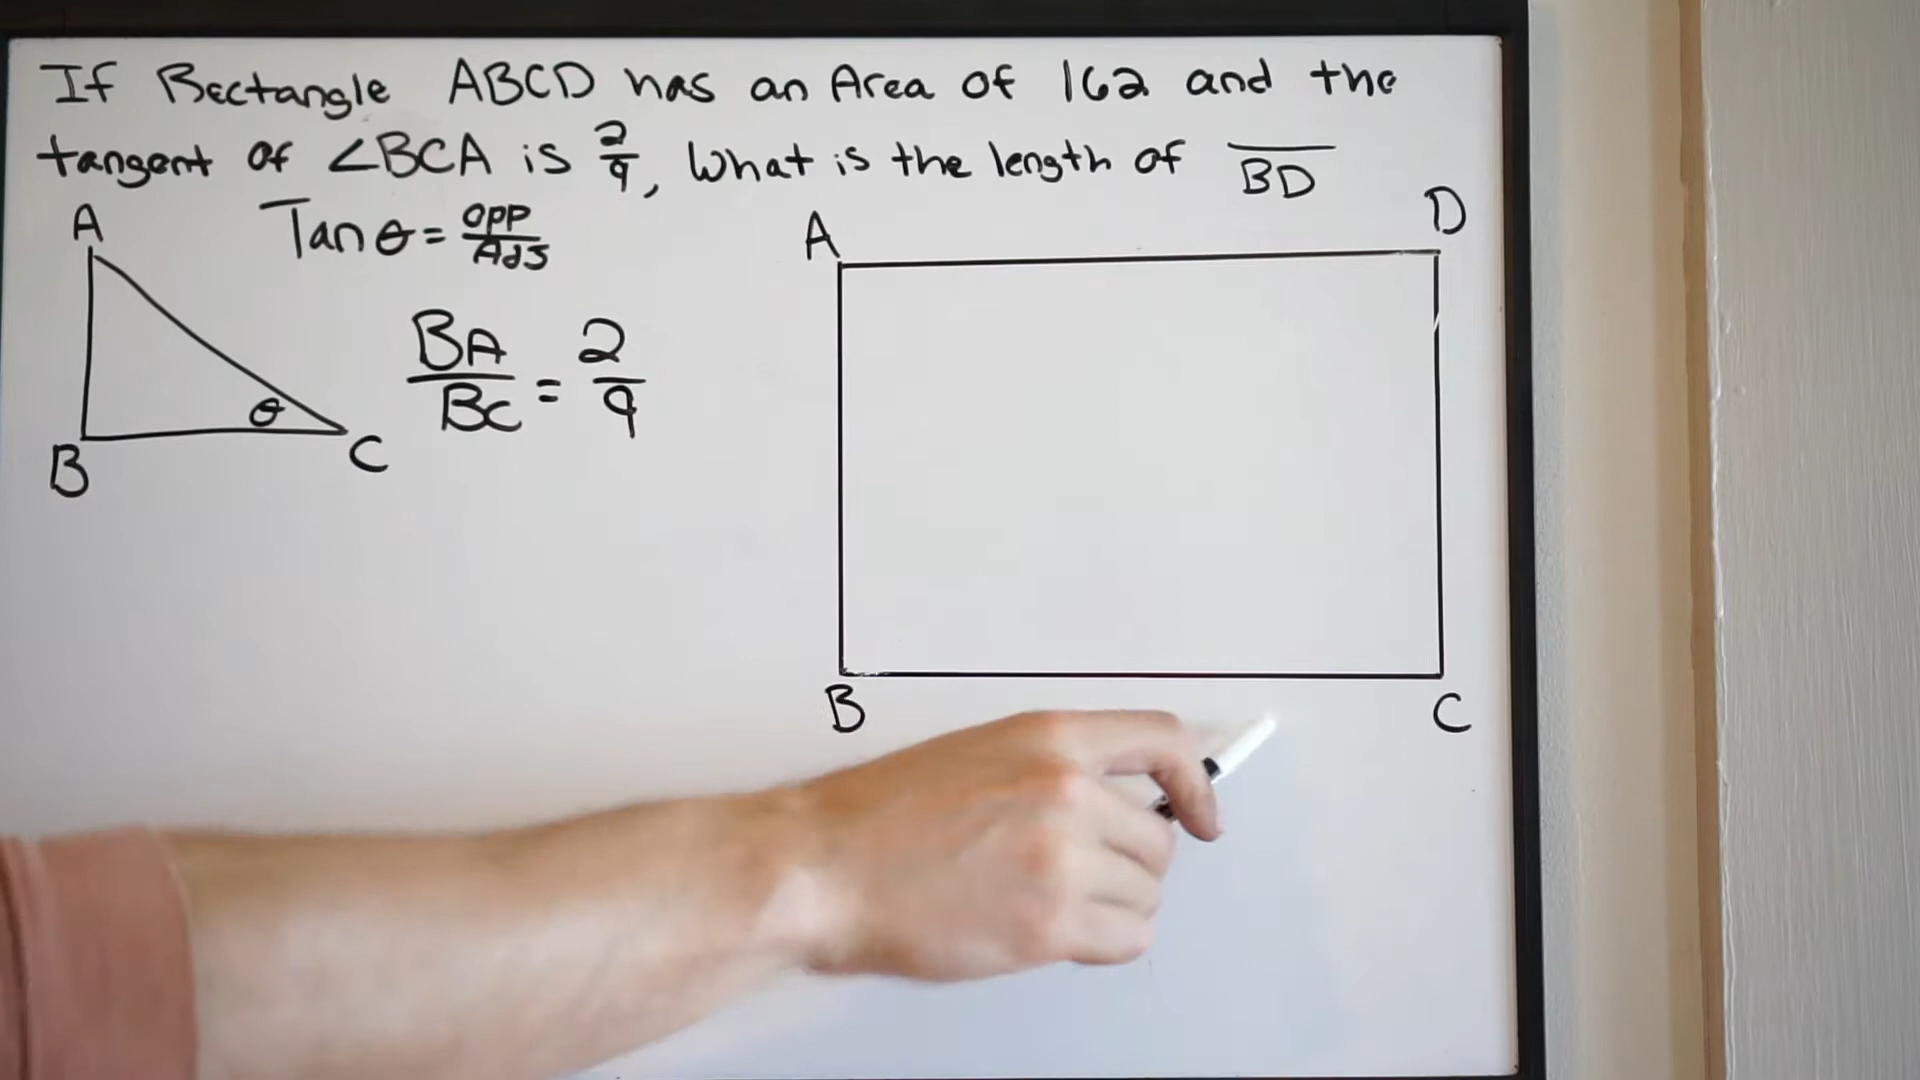 If Rectangle ABCD has an Area of 162 and the
tangent of ∠BCA is 2/9, What is the length of BD
A
Tan θ = opp/Adj
BA/BC = 2/9
θ
B
C
A
D
B
C